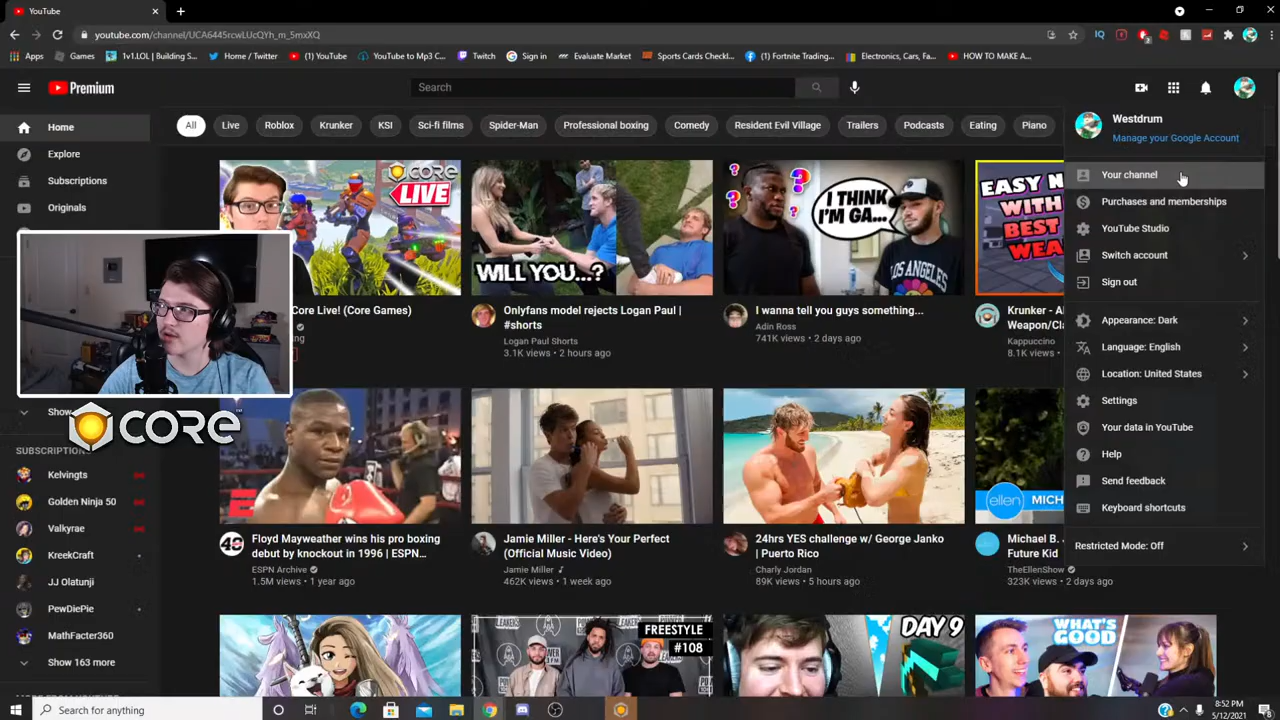 YouTube
youtube.com/channel/UCA6445rcwLUcQYh_m_5mxXQ
Apps
Games
1v1.LOL | Building S...
Home / Twitter
(1) YouTube
YouTube to Mp3 C...
Twitch
Sign in
Evaluate Market
Sports Cards Checkli...
(1) Fortnite Trading...
Electronics, Cars, Fa...
HOW TO MAKE A...
Premium
Search
All
Live
Roblox
Krunker
KSI
Sci-fi films
Spider-Man
Professional boxing
Comedy
Resident Evil Village
Trailers
Podcasts
Eating
Piano
Home
Explore
Subscriptions
Originals
Show
SUBSCRIPTION
Kelvingts
Golden Ninja 50
Valkyrae
KreekCraft
JJ Olatunji
PewDiePie
MathFacter360
Show 163 more
CORE
LIVE
Core Live! (Core Games)
WILL YOU...?
Onlyfans model rejects Logan Paul |
#shorts
Logan Paul Shorts
3.1K views • 2 hours ago
I THINK
I'M GA...
LOS ANGELES
I wanna tell you guys something...
Adin Ross
741K views • 2 days ago
EASY N
WITH
BEST
WEA
Krunker - A
Weapon/Cl
Kappuccino
8.1K views
CORE™
Floyd Mayweather wins his pro boxing
debut by knockout in 1996 | ESPN...
ESPN Archive
1.5M views • 1 year ago
Jamie Miller - Here's Your Perfect
(Official Music Video)
Jamie Miller
462K views • 1 week ago
24hrs YES challenge w/ George Janko
| Puerto Rico
Charly Jordan
89K views • 5 hours ago
ellen
MICH
Michael B.
Future Kid
TheEllenShow
323K views • 2 days ago
FREESTYLE
#108
DAY 9
WHAT'S
GOOD
Westdrum
Manage your Google Account
Your channel
Purchases and memberships
YouTube Studio
Switch account
Sign out
Appearance: Dark
Language: English
Location: United States
Settings
Your data in YouTube
Help
Send feedback
Keyboard shortcuts
Restricted Mode: Off
Search for anything
8:52 PM
5/12/2021